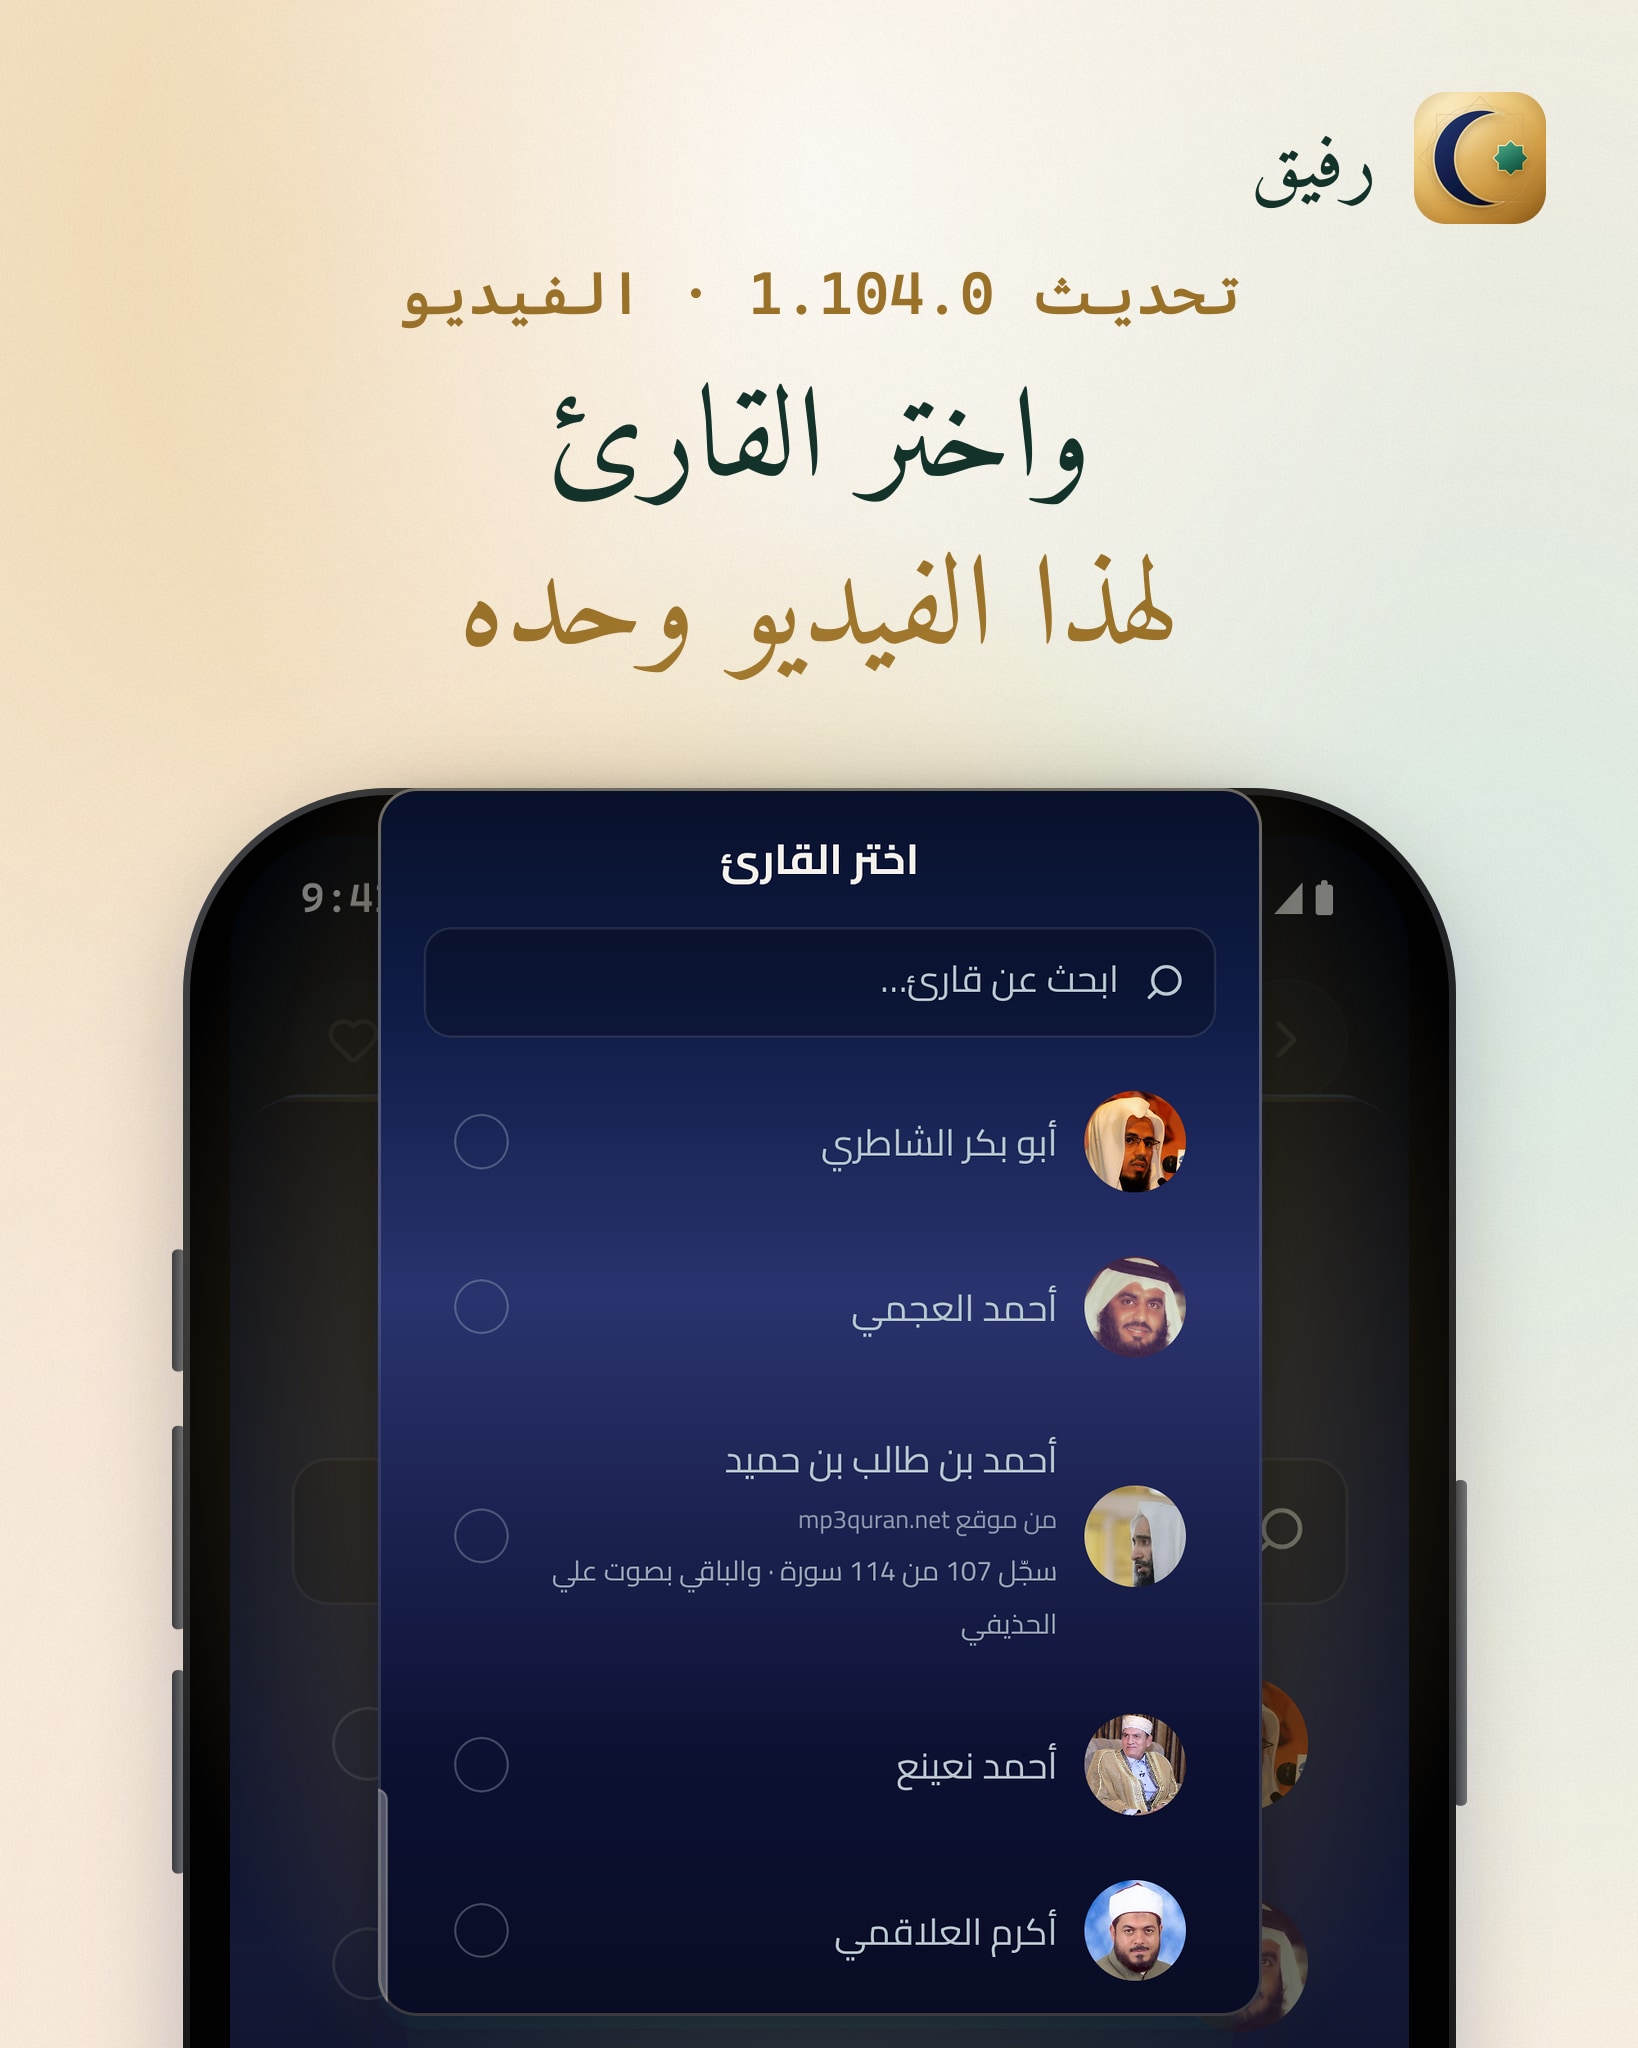 رفيق
تحديث 1.104.0 · الفيديو
واختر القارئ
لهذا الفيديو وحده
اختر القارئ
ابحث عن قارئ...
أبو بكر الشاطري
أحمد العجمي
أحمد بن طالب بن حميد
من موقع mp3quran.net
سجّل 107 من 114 سورة · والباقي بصوت علي
الحذيفي
أحمد نعينع
أكرم العلاقمي